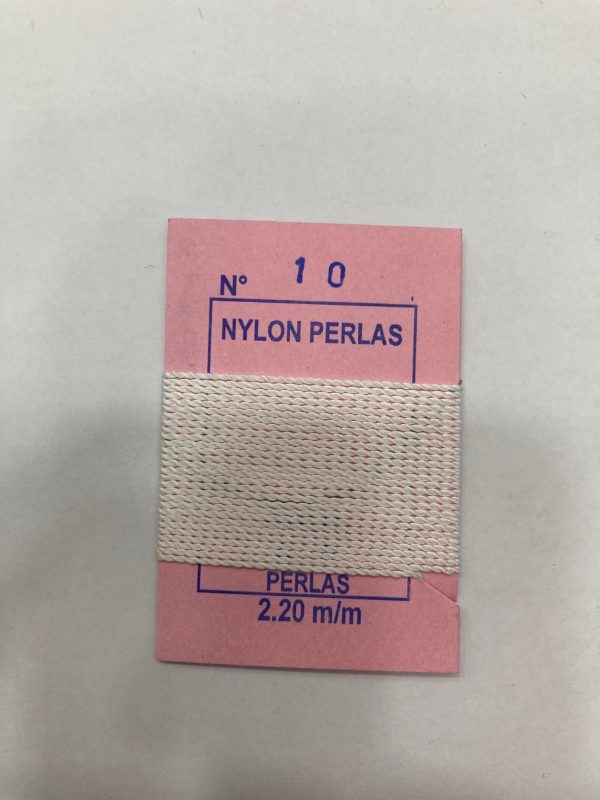 N° 10
NYLON PERLAS
PERLAS
2.20 m/m